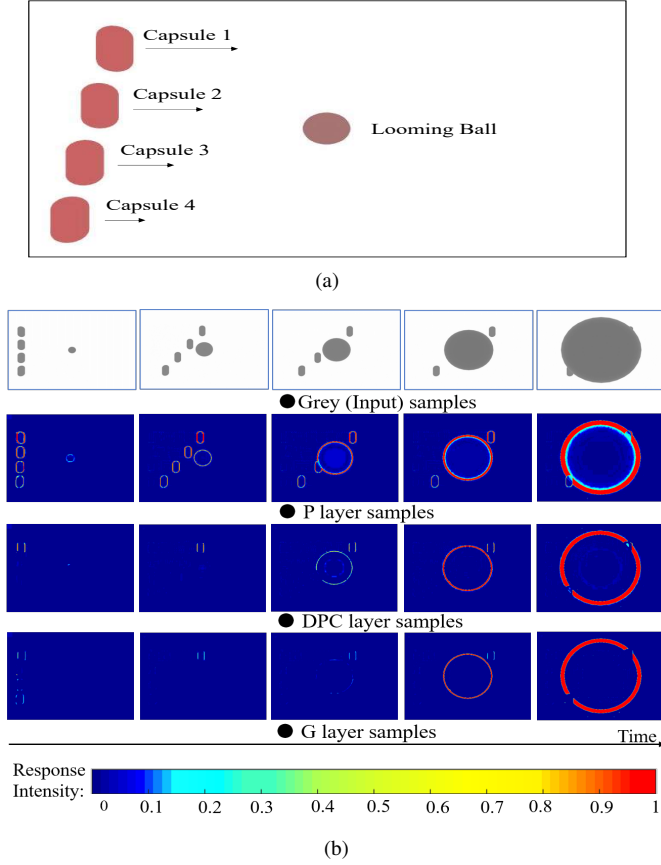 Capsule 1
Capsule 2
Looming Ball
Capsule 3
Capsule 4
(a)
Grey (Input) samples
P layer samples
DPC layer samples
G layer samples
Time
Response
Intensity:
0 0.1 0.2 0.3 0.4 0.5 0.6 0.7 0.8 0.9 1
(b)